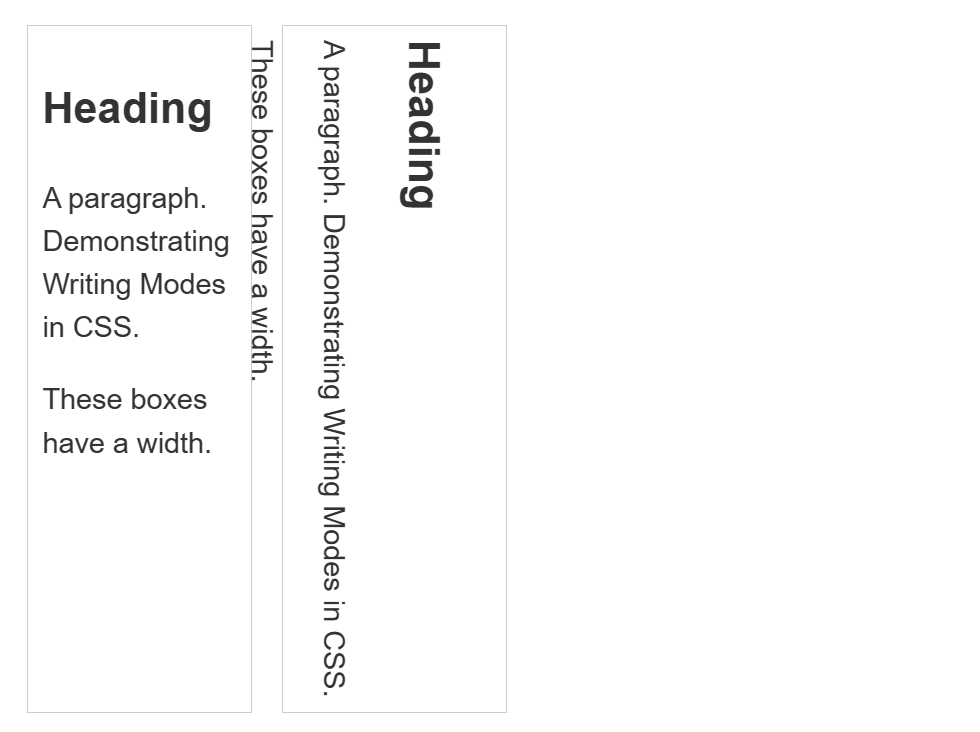 Heading
A paragraph.
Demonstrating
Writing Modes
in CSS.
These boxes
have a width.
Heading
A paragraph. Demonstrating Writing Modes in CSS.
These boxes have a width.